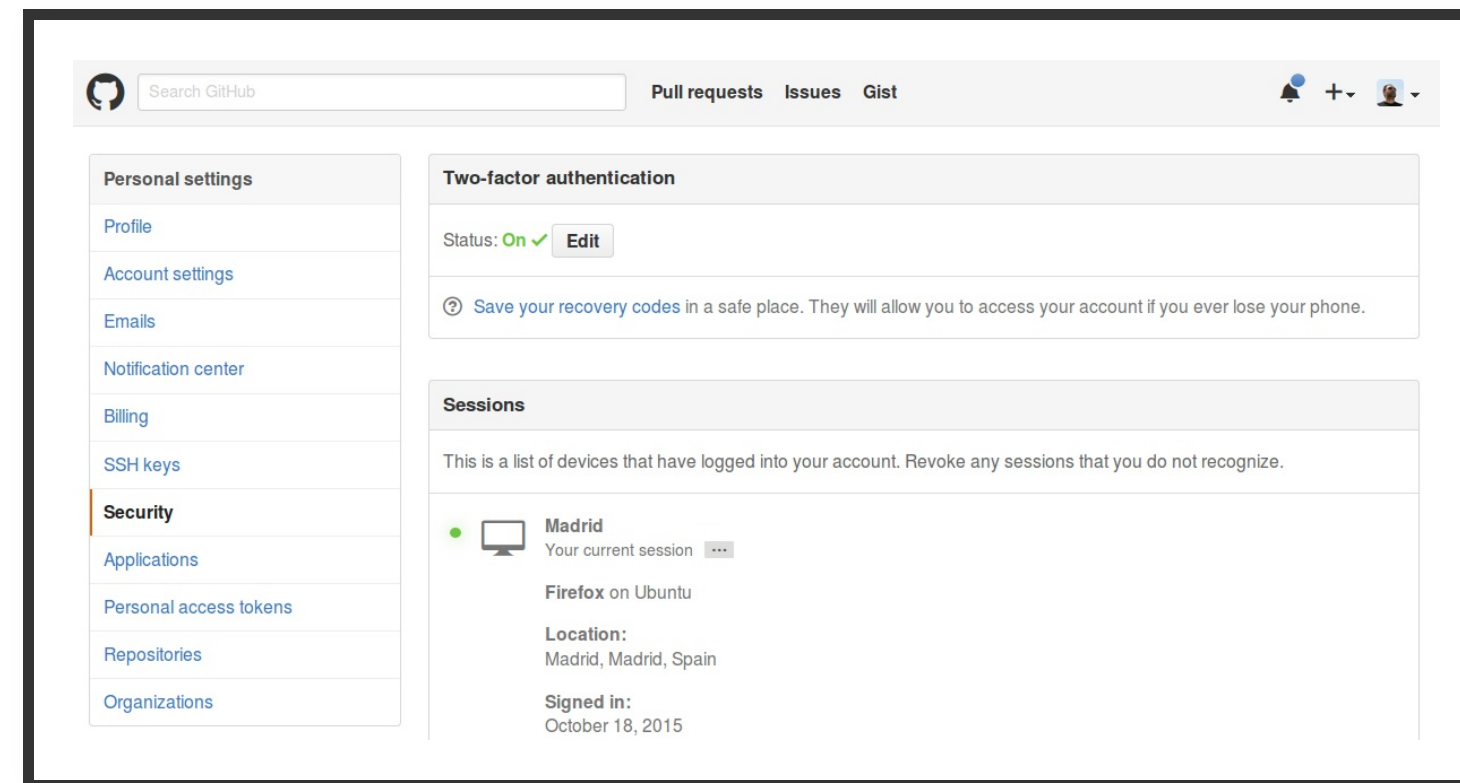 Search GitHub
Pull requests Issues Gist
Personal settings
Profile
Account settings
Emails
Notification center
Billing
SSH keys
Security
Applications
Personal access tokens
Repositories
Organizations
Two-factor authentication
Status: On ✓ Edit
Save your recovery codes in a safe place. They will allow you to access your account if you ever lose your phone.
Sessions
This is a list of devices that have logged into your account. Revoke any sessions that you do not recognize.
Madrid
Your current session ...
Firefox on Ubuntu
Location:
Madrid, Madrid, Spain
Signed in:
October 18, 2015